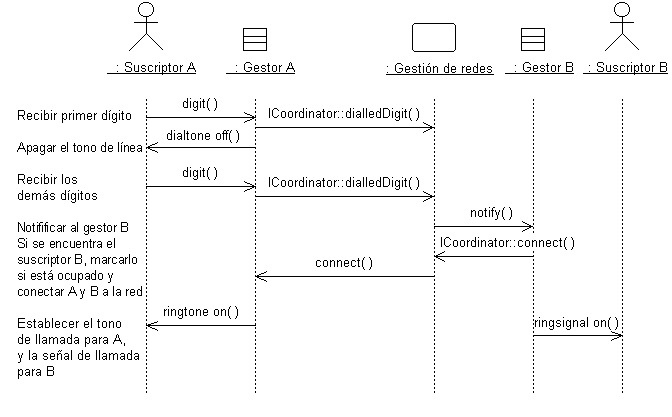 : Suscriptor A
: Gestor A
: Gestión de redes
: Gestor B
: Suscriptor B
Recibir primer dígito
digit( )
ICoordinator::dialledDigit( )
Apagar el tono de línea
dialtone off( )
Recibir los
demás dígitos
digit( )
ICoordinator::dialledDigit( )
Notifificar al gestor B
Si se encuentra el
suscriptor B, marcarlo
si está ocupado y
conectar A y B a la red
notify( )
ICoordinator::connect( )
connect( )
Establecer el tono
de llamada para A,
y la señal de llamada
para B
ringtone on( )
ringsignal on( )